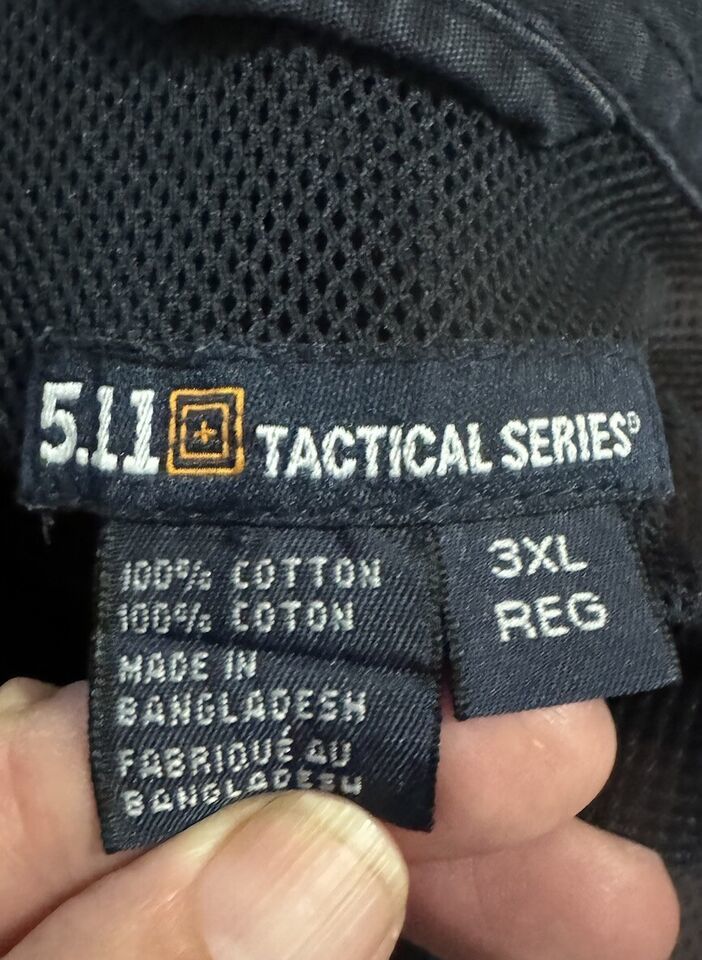 5.11 TACTICAL SERIES®
100% COTTON
100% COTON
MADE IN
BANGLADESH
FABRIQUÉ AU
BANGLADESH
3XL
REG